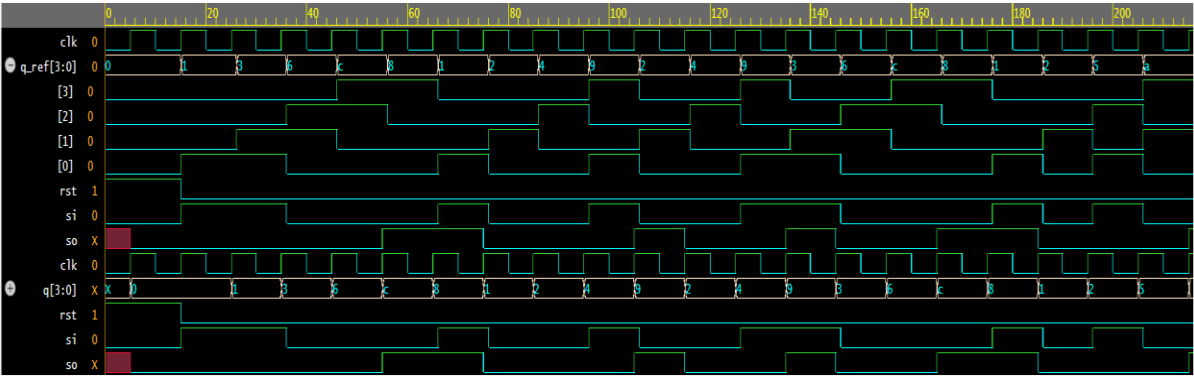 0 20 40 60 80 100 120 140 160 180 200
clk 0
q_ref[3:0] 0 0 1 3 6 c 8 1 2 4 9 2 4 9 3 6 c 8 1 2 5 a
[3] 0
[2] 0
[1] 0
[0] 0
rst 1
si 0
so X
clk 0
q[3:0] X X 0 1 3 6 c 8 1 2 4 9 2 4 9 3 6 c 8 1 2 5
rst 1
si 0
so X